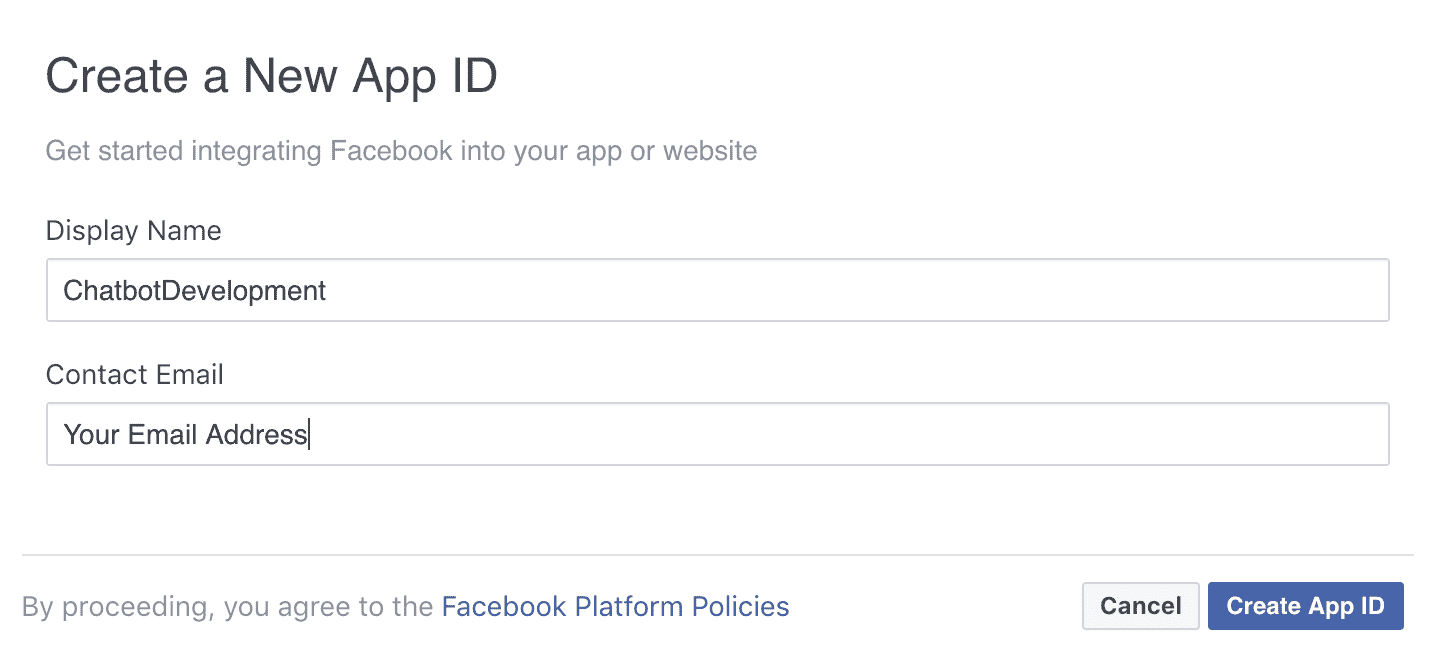 Create a New App ID
Get started integrating Facebook into your app or website
Display Name
ChatbotDevelopment
Contact Email
Your Email Address
By proceeding, you agree to the Facebook Platform Policies
Cancel
Create App ID